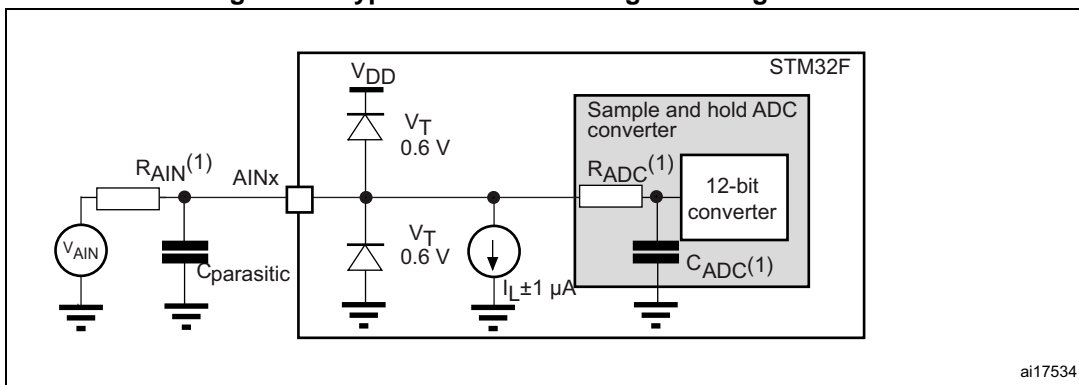 STM32F
VDD
Sample and hold ADC
converter
VT
0.6 V
RAIN(1)
AINx
RADC(1)
12-bit
converter
VAIN
Cparasitic
VT
0.6 V
IL±1 µA
CADC(1)
ai17534